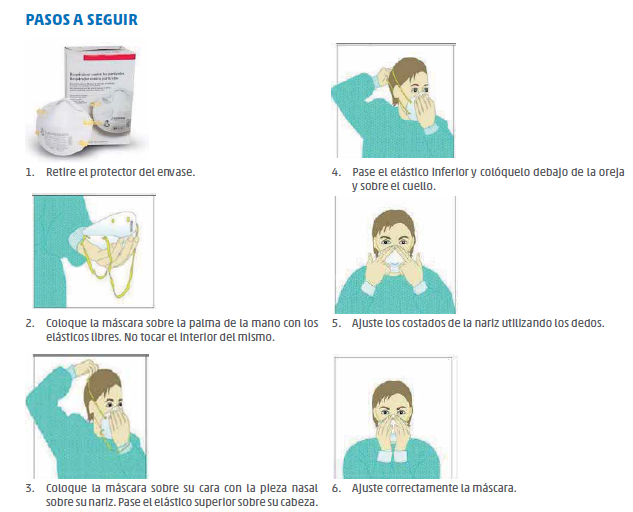 PASOS A SEGUIR
1. Retire el protector del envase.
2. Coloque la máscara sobre la palma de la mano con los
elásticos libres. No tocar el interior del mismo.
3. Coloque la máscara sobre su cara con la pieza nasal
sobre su nariz. Pase el elástico superior sobre su cabeza.
4. Pase el elástico inferior y colóquelo debajo de la oreja
y sobre el cuello.
5. Ajuste los costados de la nariz utilizando los dedos.
6. Ajuste correctamente la máscara.